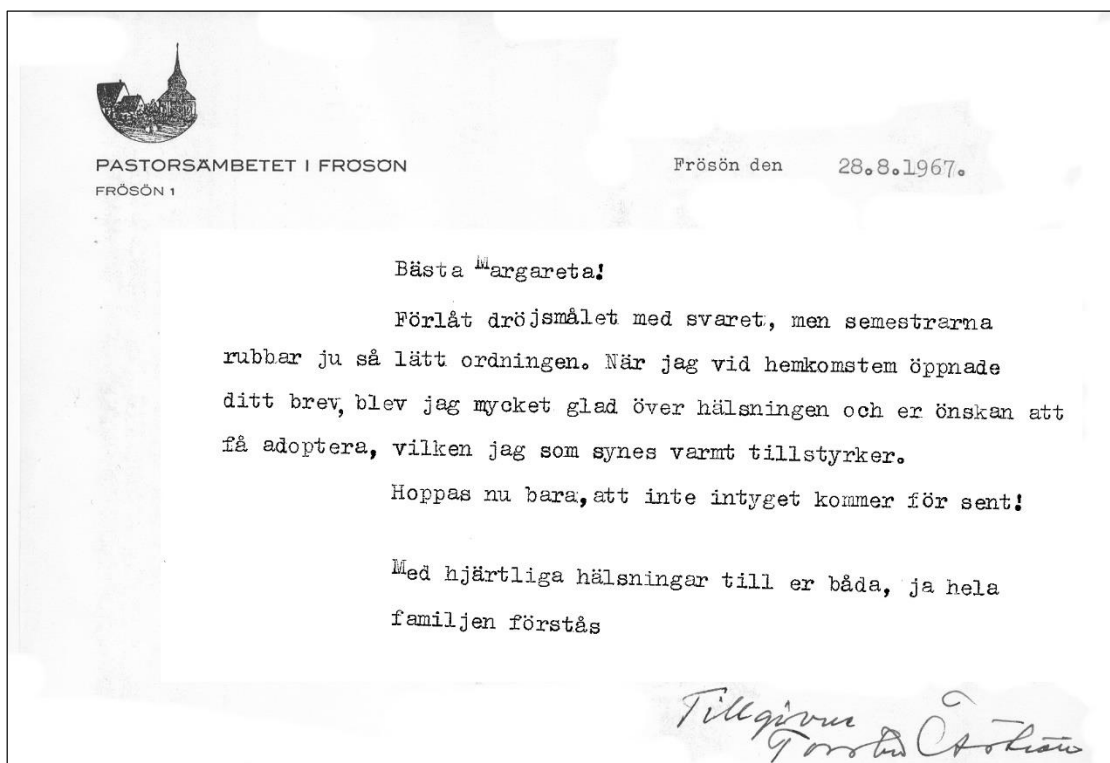 PASTORSÄMBETET I FRÖSÖN
FRÖSÖN 1
Frösön den 28.8.1967.
Bästa Margareta!
Förlåt dröjsmålet med svaret, men semestrarna
rubbar ju så lätt ordningen. När jag vid hemkomstem öppnade
ditt brev, blev jag mycket glad över hälsningen och er önskan att
få adoptera, vilken jag som synes varmt tillstyrker.
Hoppas nu bara, att inte intyget kommer för sent!
Med hjärtliga hälsningar till er båda, ja hela
familjen förstås
Tillgivne
Torsten